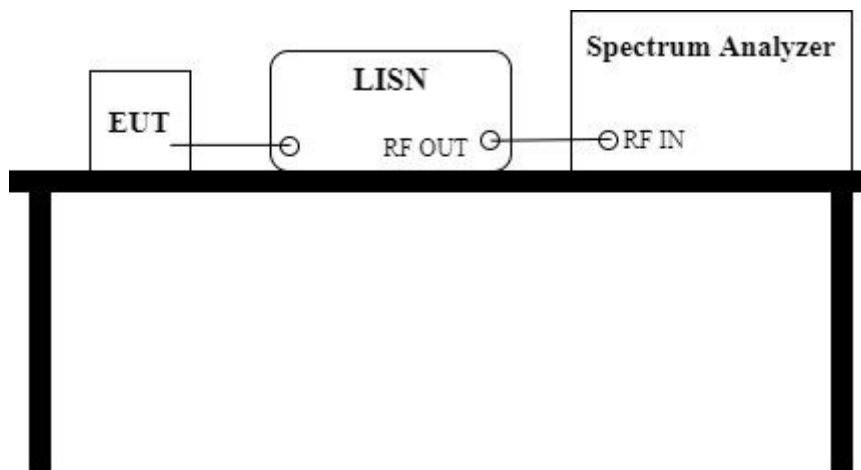 Spectrum Analyzer
LISN
EUT
RF OUT
RF IN